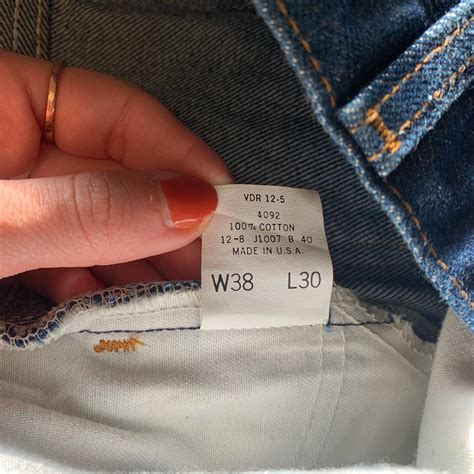 VDR 12-5
4092
100% COTTON
12-8 J1007 B 40
MADE IN U.S.A.
W38 L30